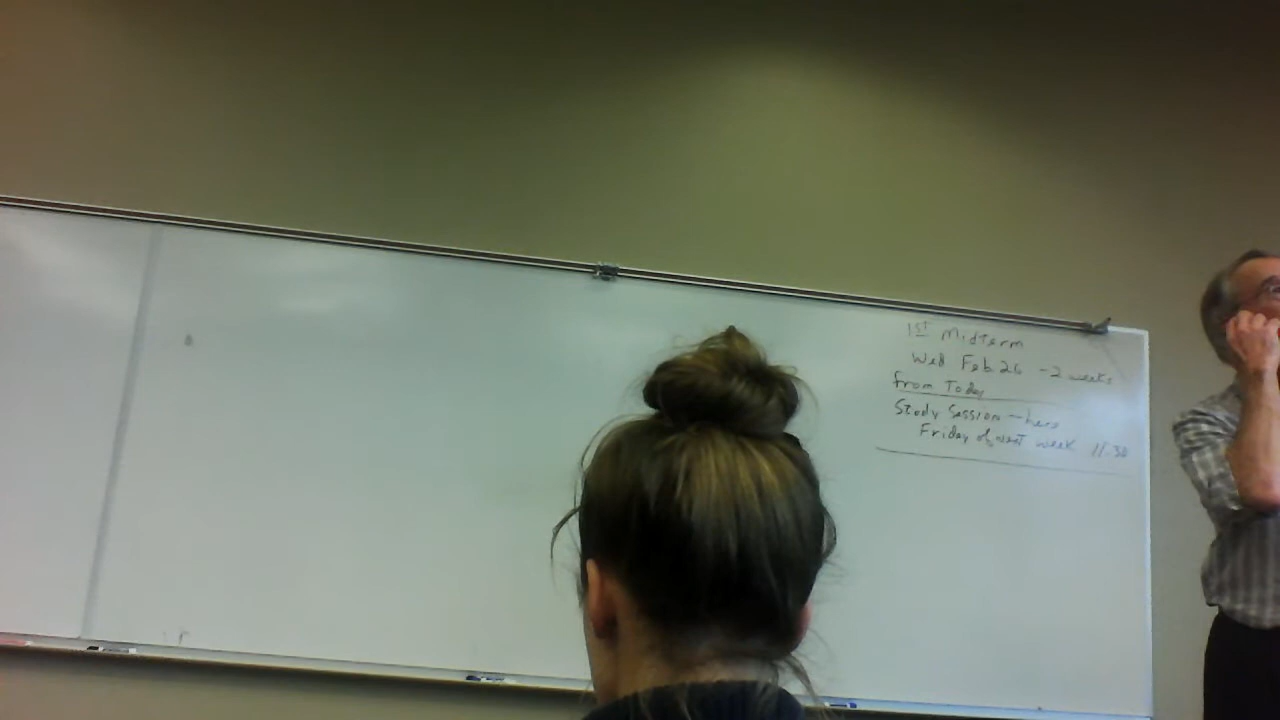 1st Midterm
Wed Feb 26 - 2 weeks
from Today
Study Session - here
Friday of next week 11:30